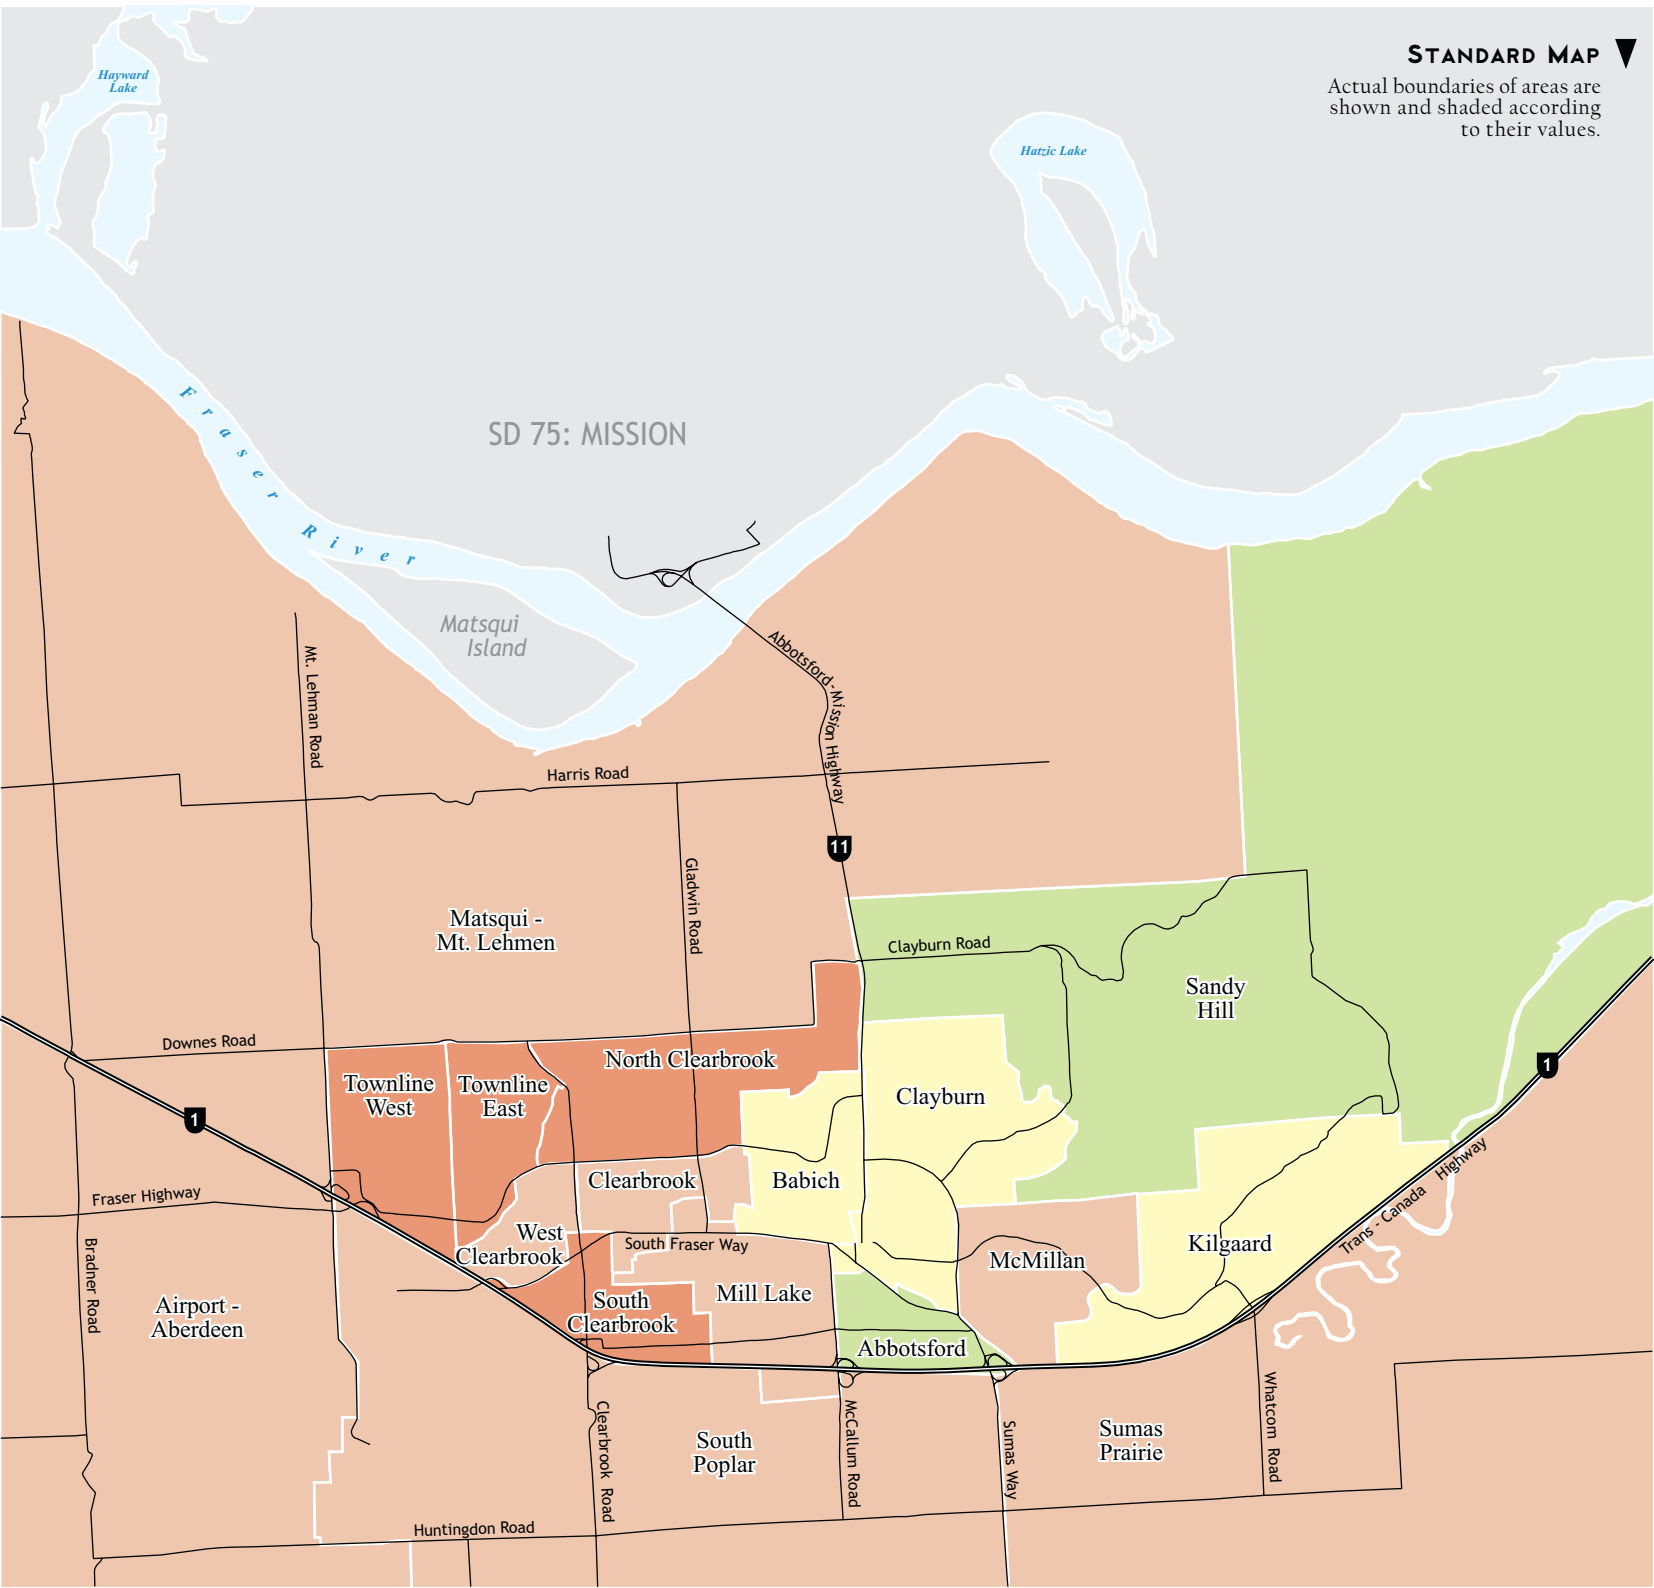 STANDARD MAP
Actual boundaries of areas are
shown and shaded according
to their values.
Hayward
Lake
Hatzic Lake
Fraser River
SD 75: MISSION
Matsqui
Island
Abbotsford-Mission Highway
Mt. Lehman Road
Harris Road
11
Gladwin Road
Matsqui -
Mt. Lehmen
Clayburn Road
Sandy
Hill
Downes Road
North Clearbrook
1
Townline
West
Townline
East
Clayburn
1
Clearbrook
Babich
Fraser Highway
West
Clearbrook
South Fraser Way
McMillan
Kilgaard
Trans - Canada Highway
Bradner Road
Airport -
Aberdeen
South
Clearbrook
Mill Lake
Abbotsford
Clearbrook Road
South
Poplar
McCallum Road
Sumas Way
Sumas
Prairie
Whatcom Road
Huntingdon Road